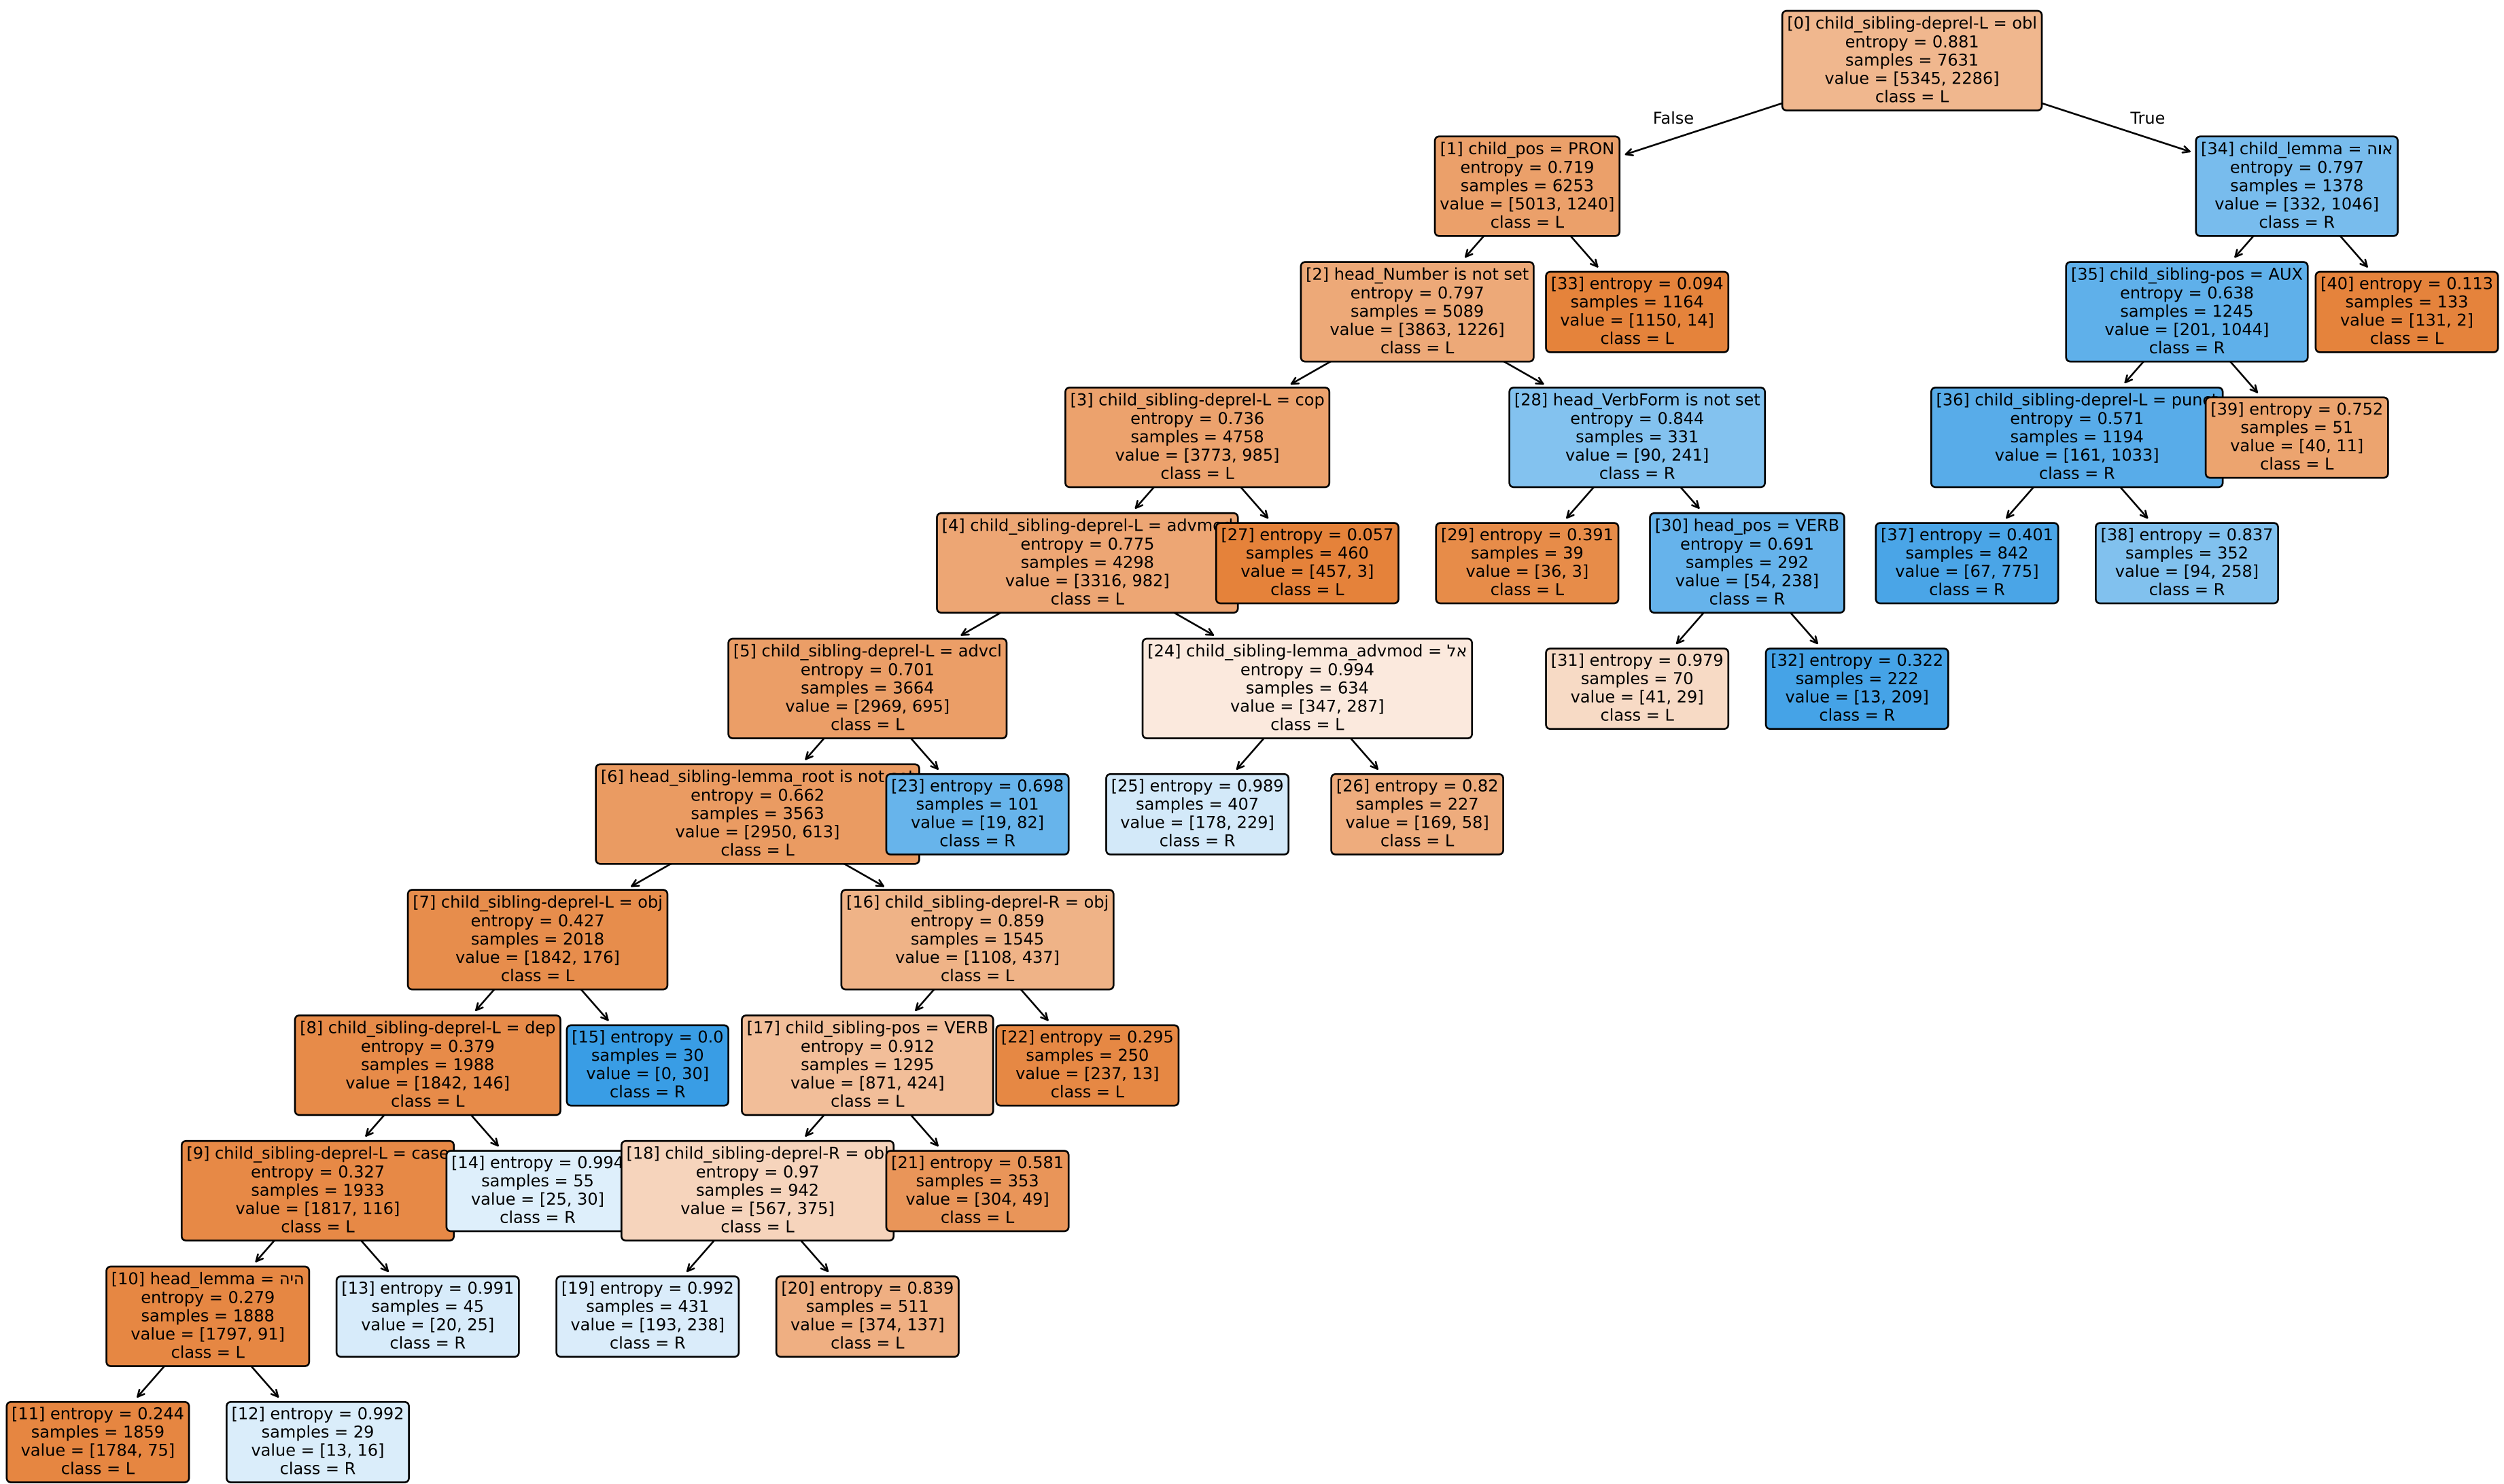 [0] child_sibling-deprel-L = obl
entropy = 0.881
samples = 7631
value = [5345, 2286]
class = L
False
True
[1] child_pos = PRON
entropy = 0.719
samples = 6253
value = [5013, 1240]
class = L
[34] child_lemma = אוה
entropy = 0.797
samples = 1378
value = [332, 1046]
class = R
[2] head_Number is not set
entropy = 0.797
samples = 5089
value = [3863, 1226]
class = L
[33] entropy = 0.094
samples = 1164
value = [1150, 14]
class = L
[35] child_sibling-pos = AUX
entropy = 0.638
samples = 1245
value = [201, 1044]
class = R
[40] entropy = 0.113
samples = 133
value = [131, 2]
class = L
[3] child_sibling-deprel-L = cop
entropy = 0.736
samples = 4758
value = [3773, 985]
class = L
[28] head_VerbForm is not set
entropy = 0.844
samples = 331
value = [90, 241]
class = R
[36] child_sibling-deprel-L =
entropy = 0.571
samples = 1194
value = [161, 1033]
class = R
[39] entropy = 0.752
samples = 51
value = [40, 11]
class = L
[4] child_sibling-deprel-L =
entropy = 0.775
samples = 4298
value = [3316, 982]
class = L
[27] entropy = 0.057
samples = 460
value = [457, 3]
class = L
[29] entropy = 0.391
samples = 39
value = [36, 3]
class = L
[30] head_pos = VERB
entropy = 0.691
samples = 292
value = [54, 238]
class = R
[37] entropy = 0.401
samples = 842
value = [67, 775]
class = R
[38] entropy = 0.837
samples = 352
value = [94, 258]
class = R
[5] child_sibling-deprel-L = advcl
entropy = 0.701
samples = 3664
value = [2969, 695]
class = L
[24] child_sibling-lemma_advmod = אל
entropy = 0.994
samples = 634
value = [347, 287]
class = L
[31] entropy = 0.979
samples = 70
value = [41, 29]
class = L
[32] entropy = 0.322
samples = 222
value = [13, 209]
class = R
[6] head_sibling-lemma_root is not
entropy = 0.662
samples = 3563
value = [2950, 613]
class = L
[23] entropy = 0.698
samples = 101
value = [19, 82]
class = R
[25] entropy = 0.989
samples = 407
value = [178, 229]
class = R
[26] entropy = 0.82
samples = 227
value = [169, 58]
class = L
[7] child_sibling-deprel-L = obj
entropy = 0.427
samples = 2018
value = [1842, 176]
class = L
[16] child_sibling-deprel-R = obj
entropy = 0.859
samples = 1545
value = [1108, 437]
class = L
[8] child_sibling-deprel-L = dep
entropy = 0.379
samples = 1988
value = [1842, 146]
class = L
[15] entropy = 0.0
samples = 30
value = [0, 30]
class = R
[17] child_sibling-pos = VERB
entropy = 0.912
samples = 1295
value = [871, 424]
class = L
[22] entropy = 0.295
samples = 250
value = [237, 13]
class = L
[9] child_sibling-deprel-L = case
entropy = 0.327
samples = 1933
value = [1817, 116]
class = L
[14] entropy = 0.994
samples = 55
value = [25, 30]
class = R
[18] child_sibling-deprel-R =
entropy = 0.97
samples = 942
value = [567, 375]
class = L
[21] entropy = 0.581
samples = 353
value = [304, 49]
class = L
[10] head_lemma = היה
entropy = 0.279
samples = 1888
value = [1797, 91]
class = L
[13] entropy = 0.991
samples = 45
value = [20, 25]
class = R
[19] entropy = 0.992
samples = 431
value = [193, 238]
class = R
[20] entropy = 0.839
samples = 511
value = [374, 137]
class = L
[11] entropy = 0.244
samples = 1859
value = [1784, 75]
class = L
[12] entropy = 0.992
samples = 29
value = [13, 16]
class = R